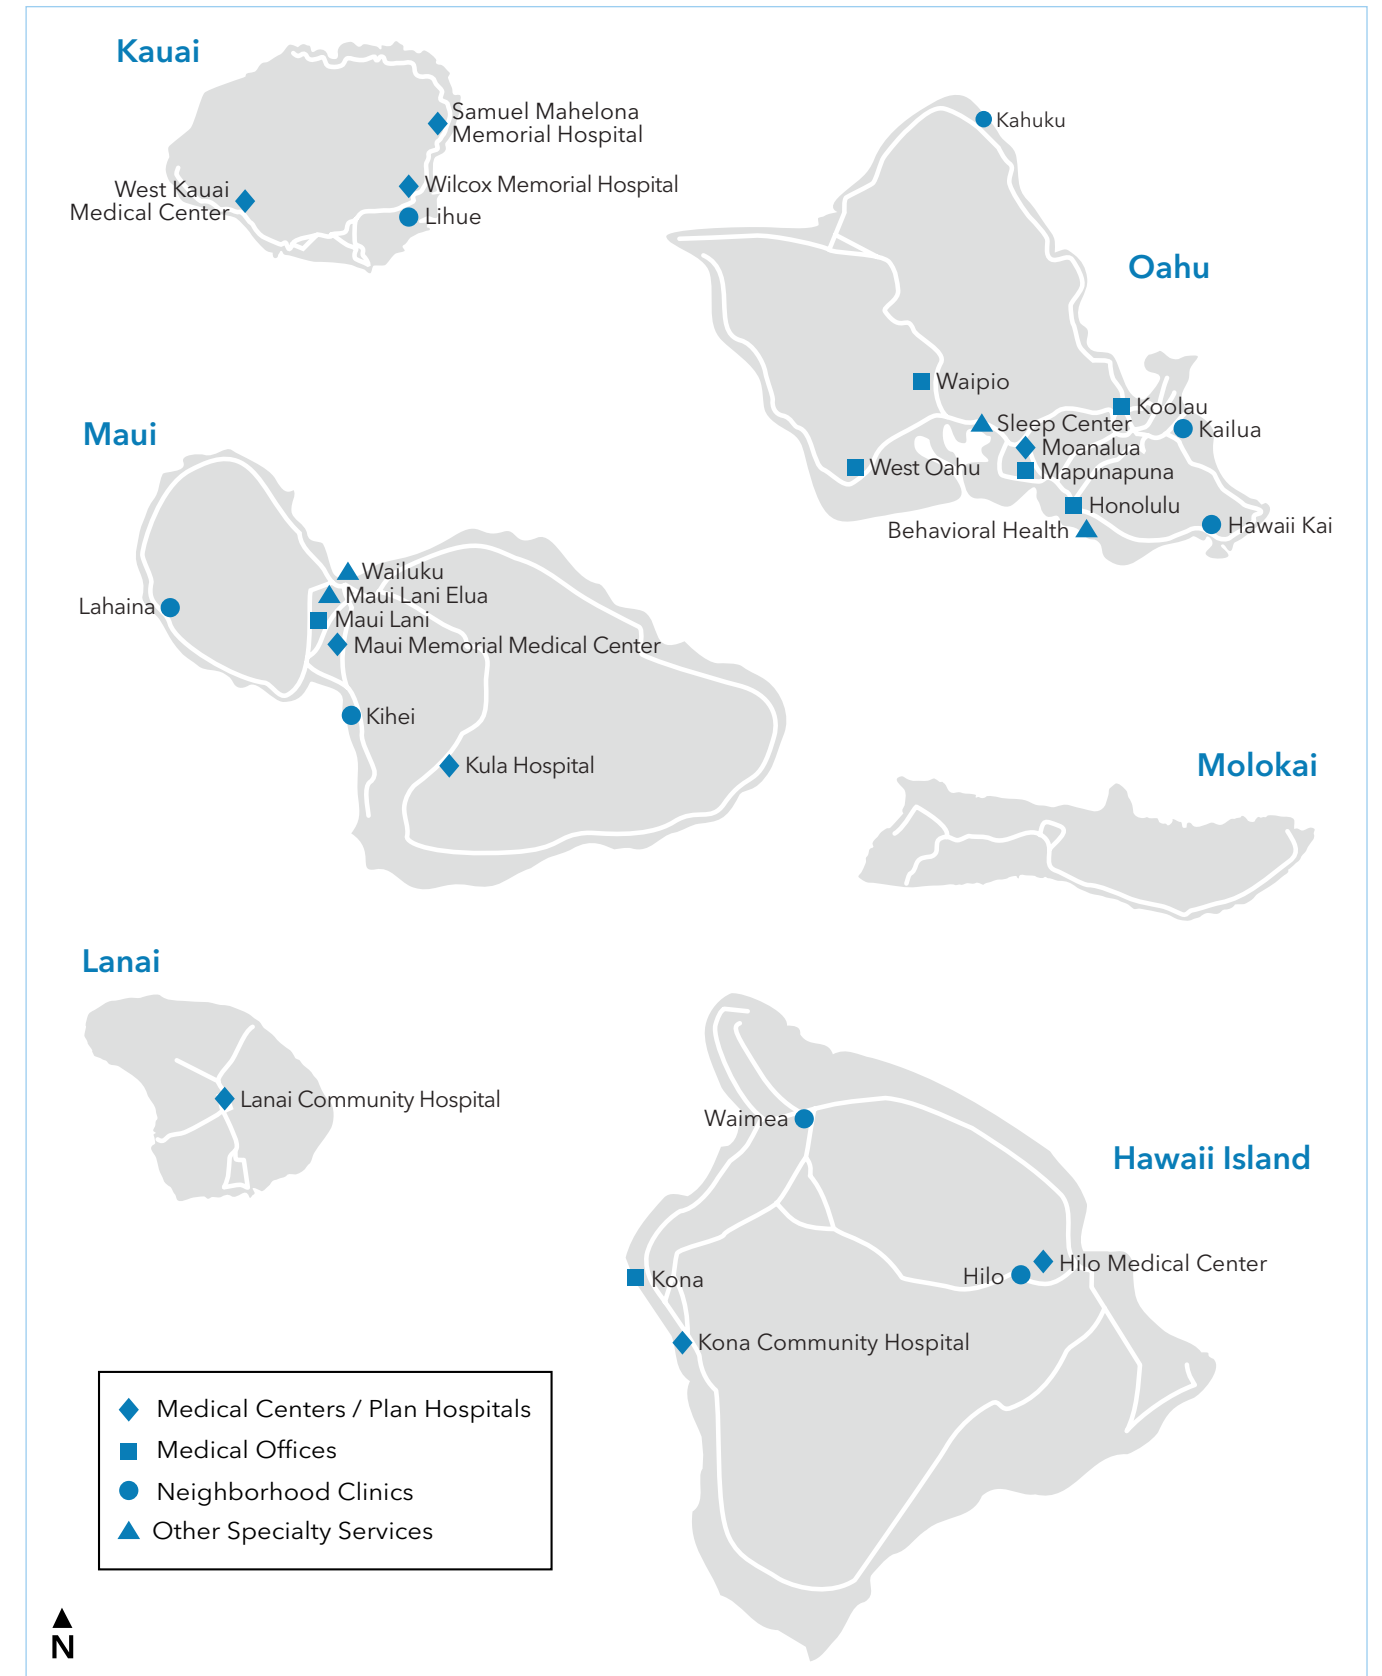 Kauai
Samuel Mahelona
Memorial Hospital
West Kauai
Medical Center
Wilcox Memorial Hospital
Lihue
Kahuku
Oahu
Waipio
Koolau
Sleep Center
Kailua
Moanalua
West Oahu
Mapunapuna
Honolulu
Behavioral Health
Hawaii Kai
Maui
Wailuku
Maui Lani Elua
Lahaina
Maui Lani
Maui Memorial Medical Center
Kihei
Kula Hospital
Molokai
Lanai
Lanai Community Hospital
Waimea
Hawaii Island
Hilo Medical Center
Hilo
Kona
Kona Community Hospital
Medical Centers / Plan Hospitals
Medical Offices
Neighborhood Clinics
Other Specialty Services
N